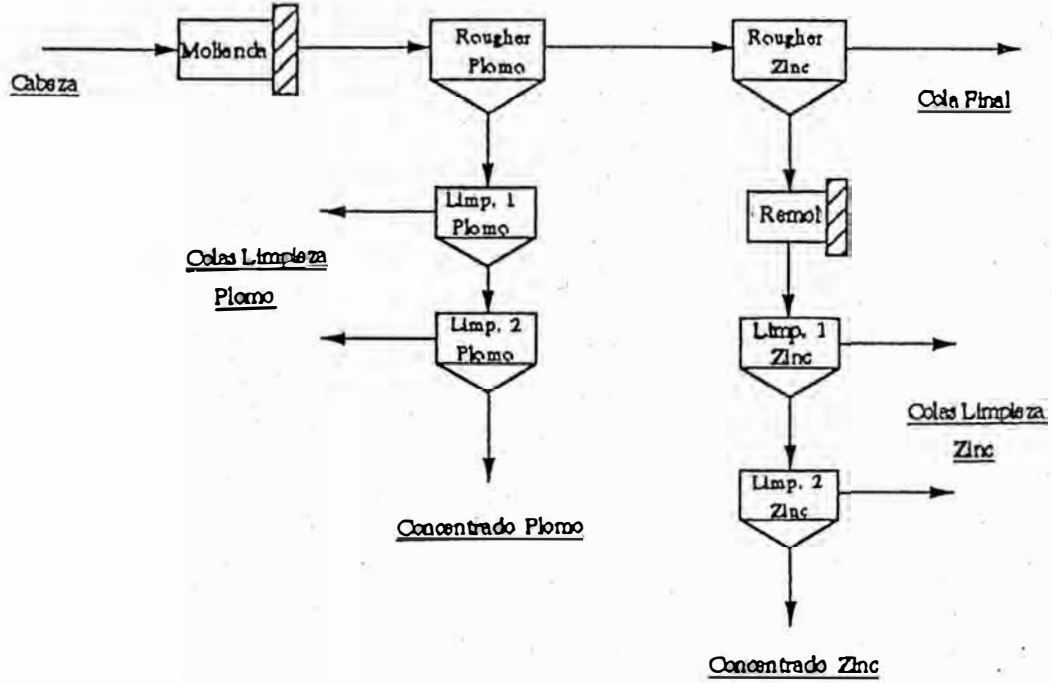 Molienda
Rougher
Plomo
Rougher
Zinc
Cabeza
Cola Final
Limp. 1
Plomo
Remol
Colas Limpieza
Plomo
Limp. 2
Plomo
Limp. 1
Zinc
Colas Limpieza
Zinc
Limp. 2
Zinc
Concentrado Plomo
Concentrado Zinc